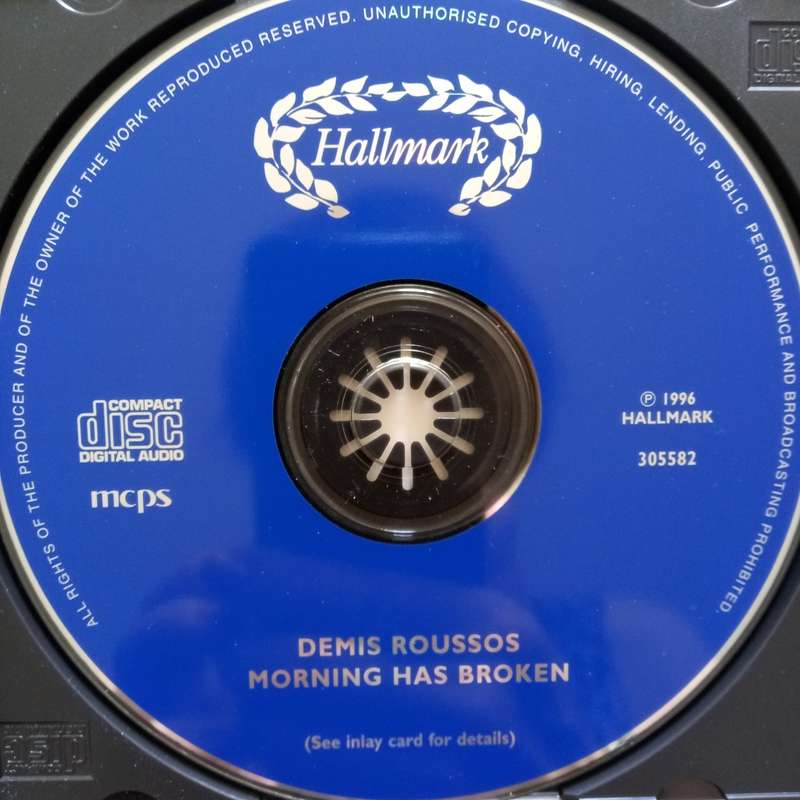 ALL RIGHTS OF THE PRODUCER AND OF THE OWNER OF THE WORK REPRODUCED RESERVED. UNAUTHORISED COPYING, HIRING, LENDING, PUBLIC PERFORMANCE AND BROADCASTING PROHIBITED.
Hallmark
COMPACT
disc
DIGITAL AUDIO
mcps
℗ 1996
HALLMARK
305582
DEMIS ROUSSOS
MORNING HAS BROKEN
(See inlay card for details)